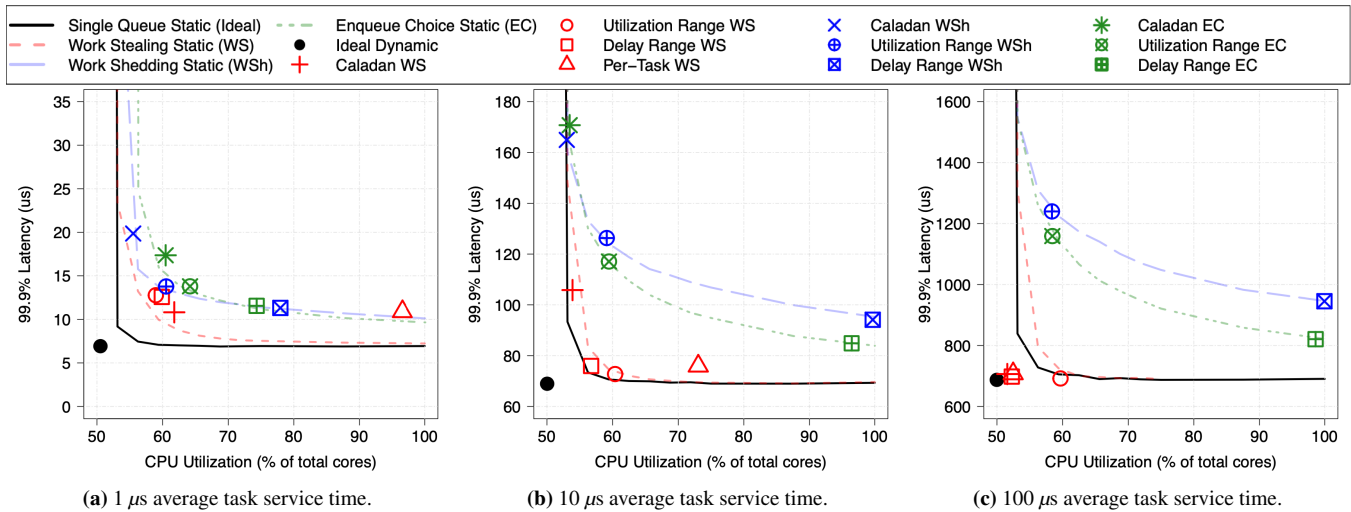 Single Queue Static (Ideal) Enqueue Choice Static (EC) Utilization Range WS Caladan WSh Caladan EC
Work Stealing Static (WS) Ideal Dynamic Delay Range WS Utilization Range WSh Utilization Range EC
Work Shedding Static (WSh) Caladan WS Per-Task WS Delay Range WSh Delay Range EC
99.9% Latency (us)
35
30
25
20
15
10
5
0
50 60 70 80 90 100
CPU Utilization (% of total cores)
(a) 1 μs average task service time.
99.9% Latency (us)
180
160
140
120
100
80
60
50 60 70 80 90 100
CPU Utilization (% of total cores)
(b) 10 μs average task service time.
99.9% Latency (us)
1600
1400
1200
1000
800
600
50 60 70 80 90 100
CPU Utilization (% of total cores)
(c) 100 μs average task service time.